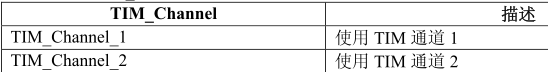 TIM_Channel 描述
TIM_Channel_1 使用 TIM 通道 1
TIM_Channel_2 使用 TIM 通道 2